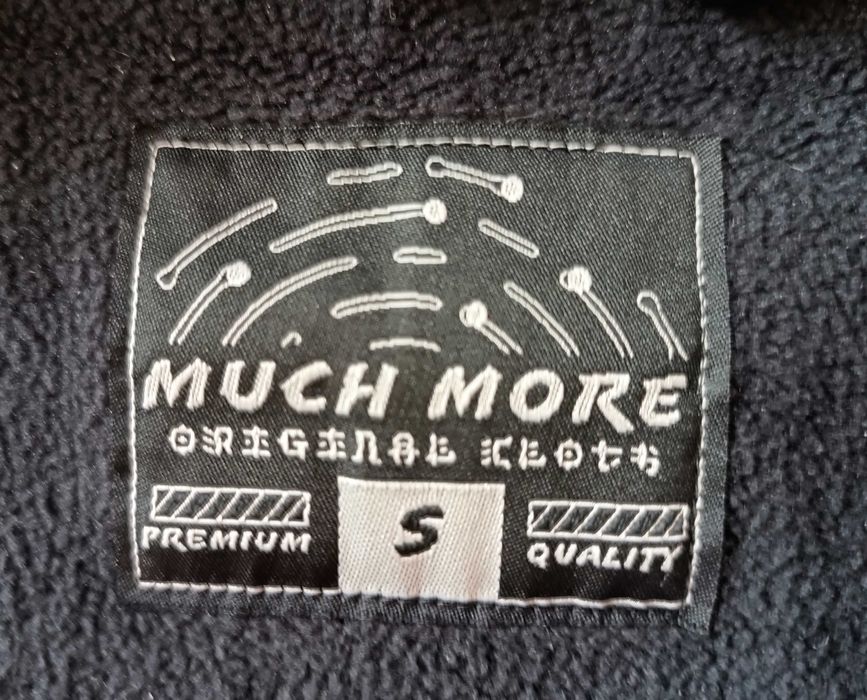 MUCH MORE
ORIGINAL CLOTH
PREMIUM
S
QUALITY